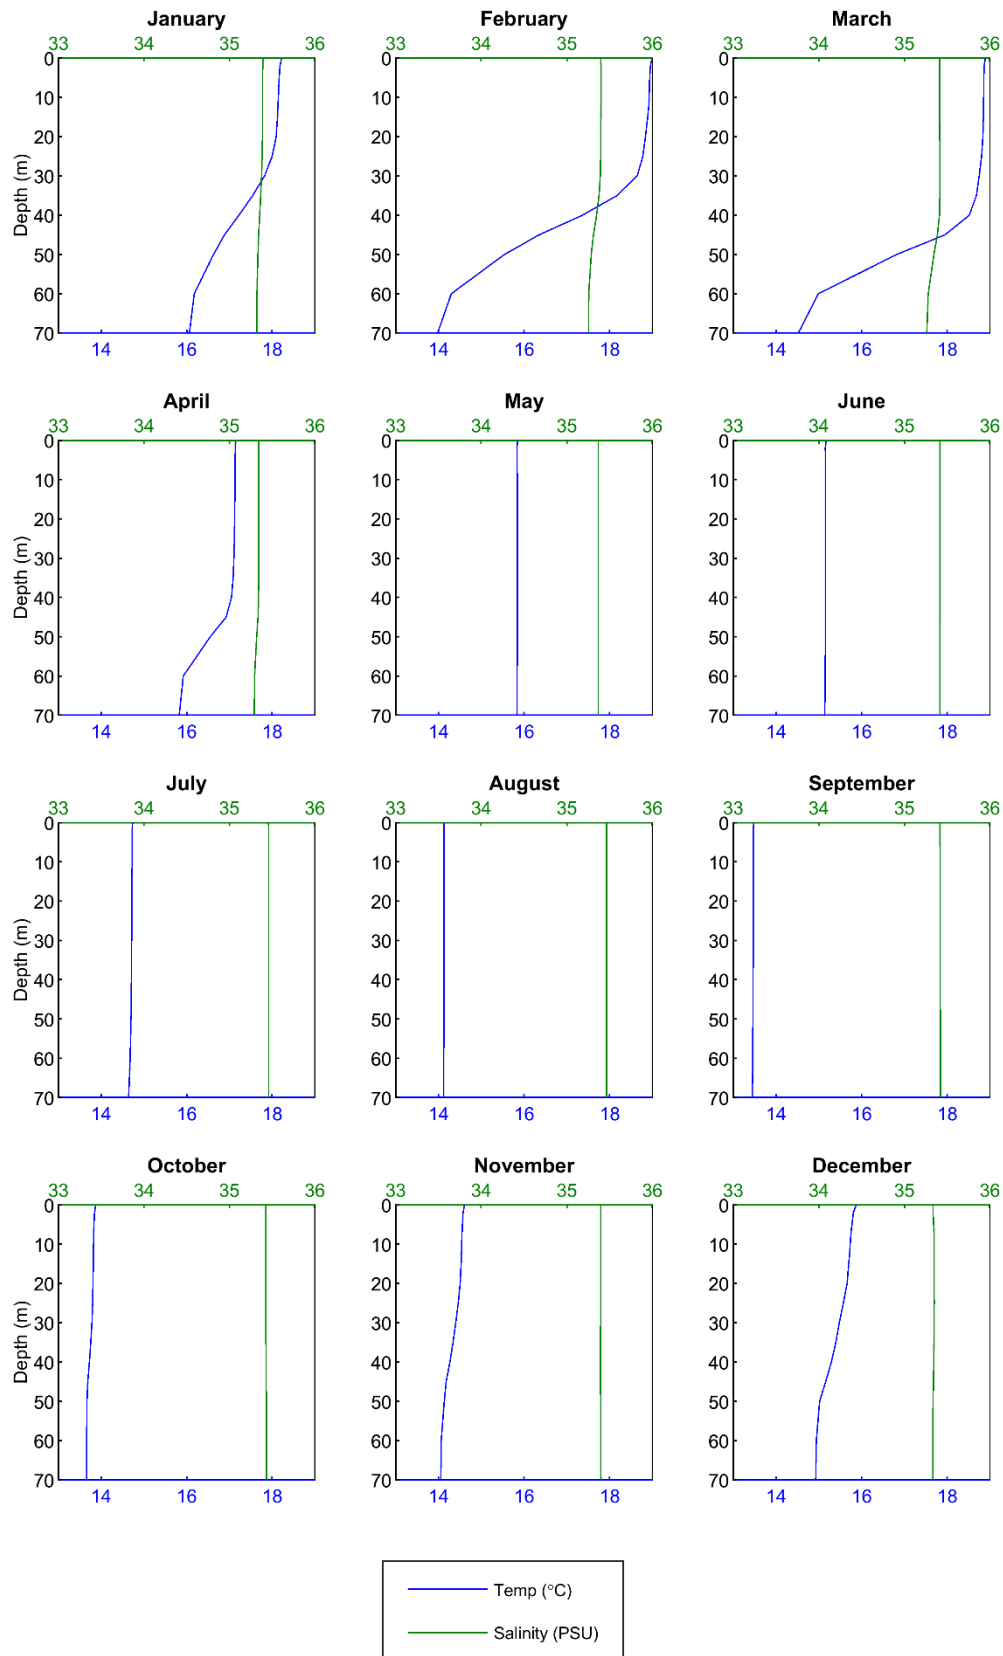 January February March
33 34 35 36 33 34 35 36 33 34 35 36
0 0 0
10 10 10
20 20 20
30 30 30
40 40 40
50 50 50
60 60 60
70 70 70
Depth (m)
14 16 18 14 16 18 14 16 18
April May June
33 34 35 36 33 34 35 36 33 34 35 36
0 0 0
10 10 10
20 20 20
30 30 30
40 40 40
50 50 50
60 60 60
70 70 70
Depth (m)
14 16 18 14 16 18 14 16 18
July August September
33 34 35 36 33 34 35 36 33 34 35 36
0 0 0
10 10 10
20 20 20
30 30 30
40 40 40
50 50 50
60 60 60
70 70 70
Depth (m)
14 16 18 14 16 18 14 16 18
October November December
33 34 35 36 33 34 35 36 33 34 35 36
0 0 0
10 10 10
20 20 20
30 30 30
40 40 40
50 50 50
60 60 60
70 70 70
Depth (m)
14 16 18 14 16 18 14 16 18
Temp (°C)
Salinity (PSU)